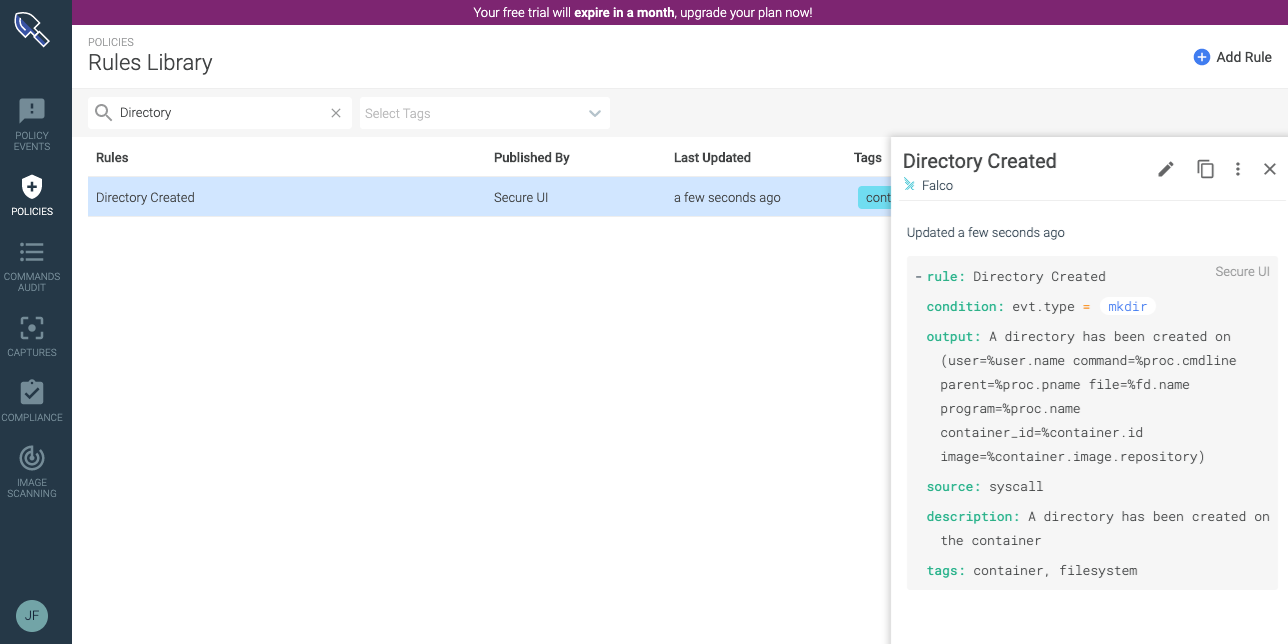 Your free trial will expire in a month, upgrade your plan now!
POLICIES
Rules Library
Add Rule
POLICY
EVENTS
POLICIES
COMMANDS
AUDIT
CAPTURES
COMPLIANCE
IMAGE
SCANNING
JF
Directory
Select Tags
Rules Published By Last Updated Tags
Directory Created Secure UI a few seconds ago cont
Directory Created
Falco
Updated a few seconds ago
Secure UI
- rule: Directory Created
condition: evt.type = mkdir
output: A directory has been created on
(user=%user.name command=%proc.cmdline
parent=%proc.pname file=%fd.name
program=%proc.name
container_id=%container.id
image=%container.image.repository)
source: syscall
description: A directory has been created on
the container
tags: container, filesystem